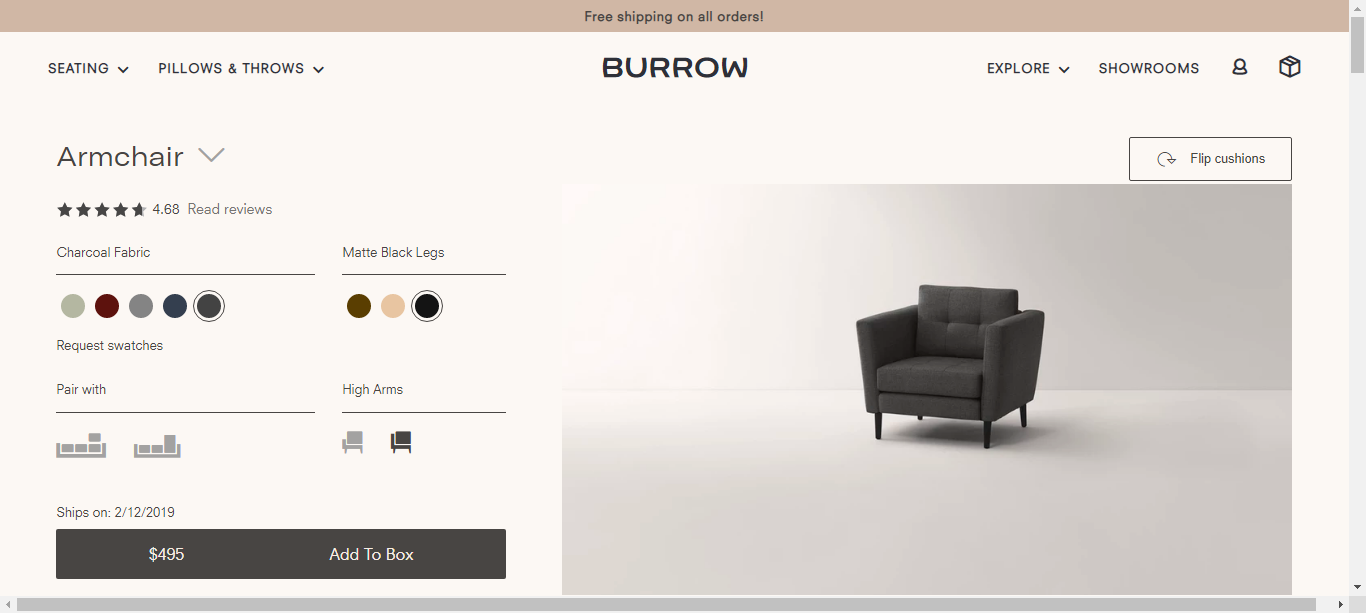 Free shipping on all orders!
SEATING PILLOWS & THROWS BURROW EXPLORE SHOWROOMS
Armchair
Flip cushions
4.68 Read reviews
Charcoal Fabric Matte Black Legs
Request swatches
Pair with High Arms
Ships on: 2/12/2019
$495 Add To Box